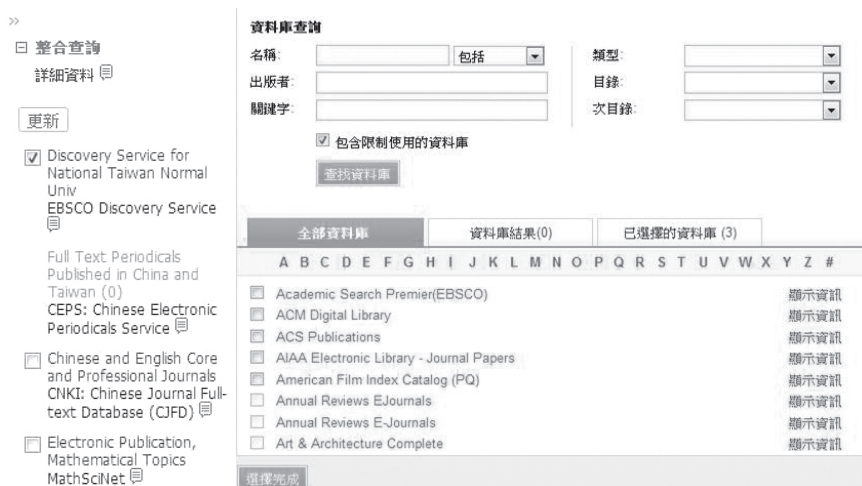 »
整合查詢
詳細資料
更新
Discovery Service for
National Taiwan Normal
Univ
EBSCO Discovery Service
Full Text Periodicals
Published in China and
Taiwan (0)
CEPS: Chinese Electronic
Periodicals Service
Chinese and English Core
and Professional Journals
CNKI: Chinese Journal Full-
text Database (CJFD)
Electronic Publication,
Mathematical Topics
MathSciNet
資料庫查詢
名稱: 包括 類型:
出版者: 目錄:
關鍵字: 次目錄:
包含限制使用的資料庫
查找資料庫
全部資料庫 資料庫結果(0) 已選擇的資料庫 (3)
A B C D E F G H I J K L M N O P Q R S T U V W X Y Z #
Academic Search Premier(EBSCO) 顯示資訊
ACM Digital Library 顯示資訊
ACS Publications 顯示資訊
AIAA Electronic Library - Journal Papers 顯示資訊
American Film Index Catalog (PQ) 顯示資訊
Annual Reviews EJournals 顯示資訊
Annual Reviews E-Journals 顯示資訊
Art & Architecture Complete 顯示資訊
選擇完成